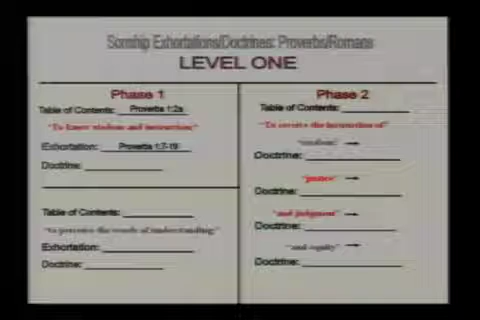 Sonship Exhortations/Doctrines: Proverbs/Romans
LEVEL ONE
Phase 1
Table of Contents: Proverbs 1:2a
"To know wisdom and instruction;"
Exhortation: Proverbs 1:7-19
Doctrine:
Table of Contents:
"to perceive the words of understanding;"
Exhortation:
Doctrine:
Phase 2
Table of Contents:
"To receive the instruction of"
"wisdom" →
Doctrine:
"justice" →
Doctrine:
"and judgment" →
Doctrine:
"and equity" →
Doctrine: